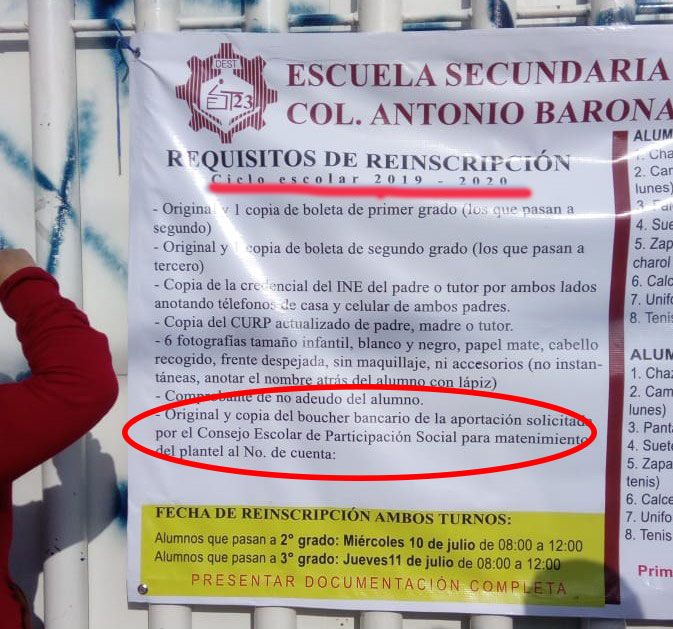 DEST
23
ESCUELA SECUNDARIA
COL. ANTONIO BARONA
REQUISITOS DE REINSCRIPCIÓN
Ciclo escolar 2019 - 2020
- Original y 1 copia de boleta de primer grado (los que pasan a
segundo)
- Original y 1 copia de boleta de segundo grado (los que pasan a
tercero)
- Copia de la credencial del INE del padre o tutor por ambos lados
anotando télefonos de casa y celular de ambos padres.
- Copia del CURP actualizado de padre, madre o tutor.
- 6 fotografías tamaño infantil, blanco y negro, papel mate, cabello
recogido, frente despejada, sin maquillaje, ni accesorios (no instan-
táneas, anotar el nombre atrás del alumno con lápiz)
- Comprobante de no adeudo del alumno.
- Original y copia del boucher bancario de la aportación solicitada
por el Consejo Escolar de Participación Social para matenimiento
del plantel al No. de cuenta:
FECHA DE REINSCRIPCIÓN AMBOS TURNOS:
Alumnos que pasan a 2º grado: Miércoles 10 de julio de 08:00 a 12:00
Alumnos que pasan a 3º grado: Jueves11 de julio de 08:00 a 12:00
PRESENTAR DOCUMENTACIÓN COMPLETA
ALUM
1. Cha
2. Cam
lunes)
4. Sue
5. Zap
charol
6. Calc
7. Unifo
8. Tenis
ALUM
1. Chaz
2. Cam
lunes)
3. Panta
4. Suete
5. Zapa
tenis)
6. Calce
7. Unifo
8. Tenis
Prim